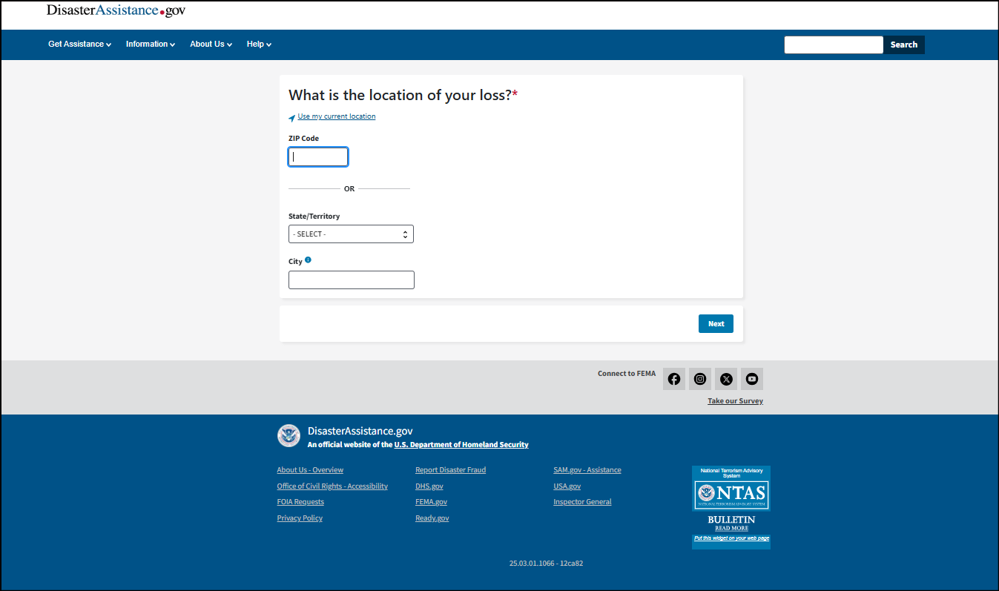 DisasterAssistance.gov
Get Assistance Information About Us Help Search
What is the location of your loss?*
Use my current location
ZIP Code
OR
State/Territory
- SELECT -
City
Next
Connect to FEMA
Take our Survey
DisasterAssistance.gov
An official website of the U.S. Department of Homeland Security
About Us - Overview Report Disaster Fraud SAM.gov - Assistance
Office of Civil Rights - Accessibility DHS.gov USA.gov
FOIA Requests FEMA.gov Inspector General
Privacy Policy Ready.gov
National Terrorism Advisory
System
NTAS
NATIONAL TERRORISM ADVISORY SYSTEM
BULLETIN
READ MORE
Put this widget on your web page
25.03.01.1066 - 12ca82